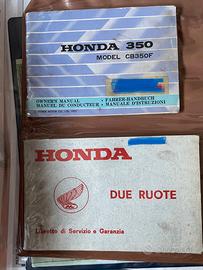 HONDA 350
MODEL CB350F
OWNER'S MANUAL • FAHRER-HANDBUCH
MANUEL DU CONDUCTEUR • MANUALE D'ISTRUZIONI
HONDA
DUE RUOTE
Libretto di Servizio e Garanzia